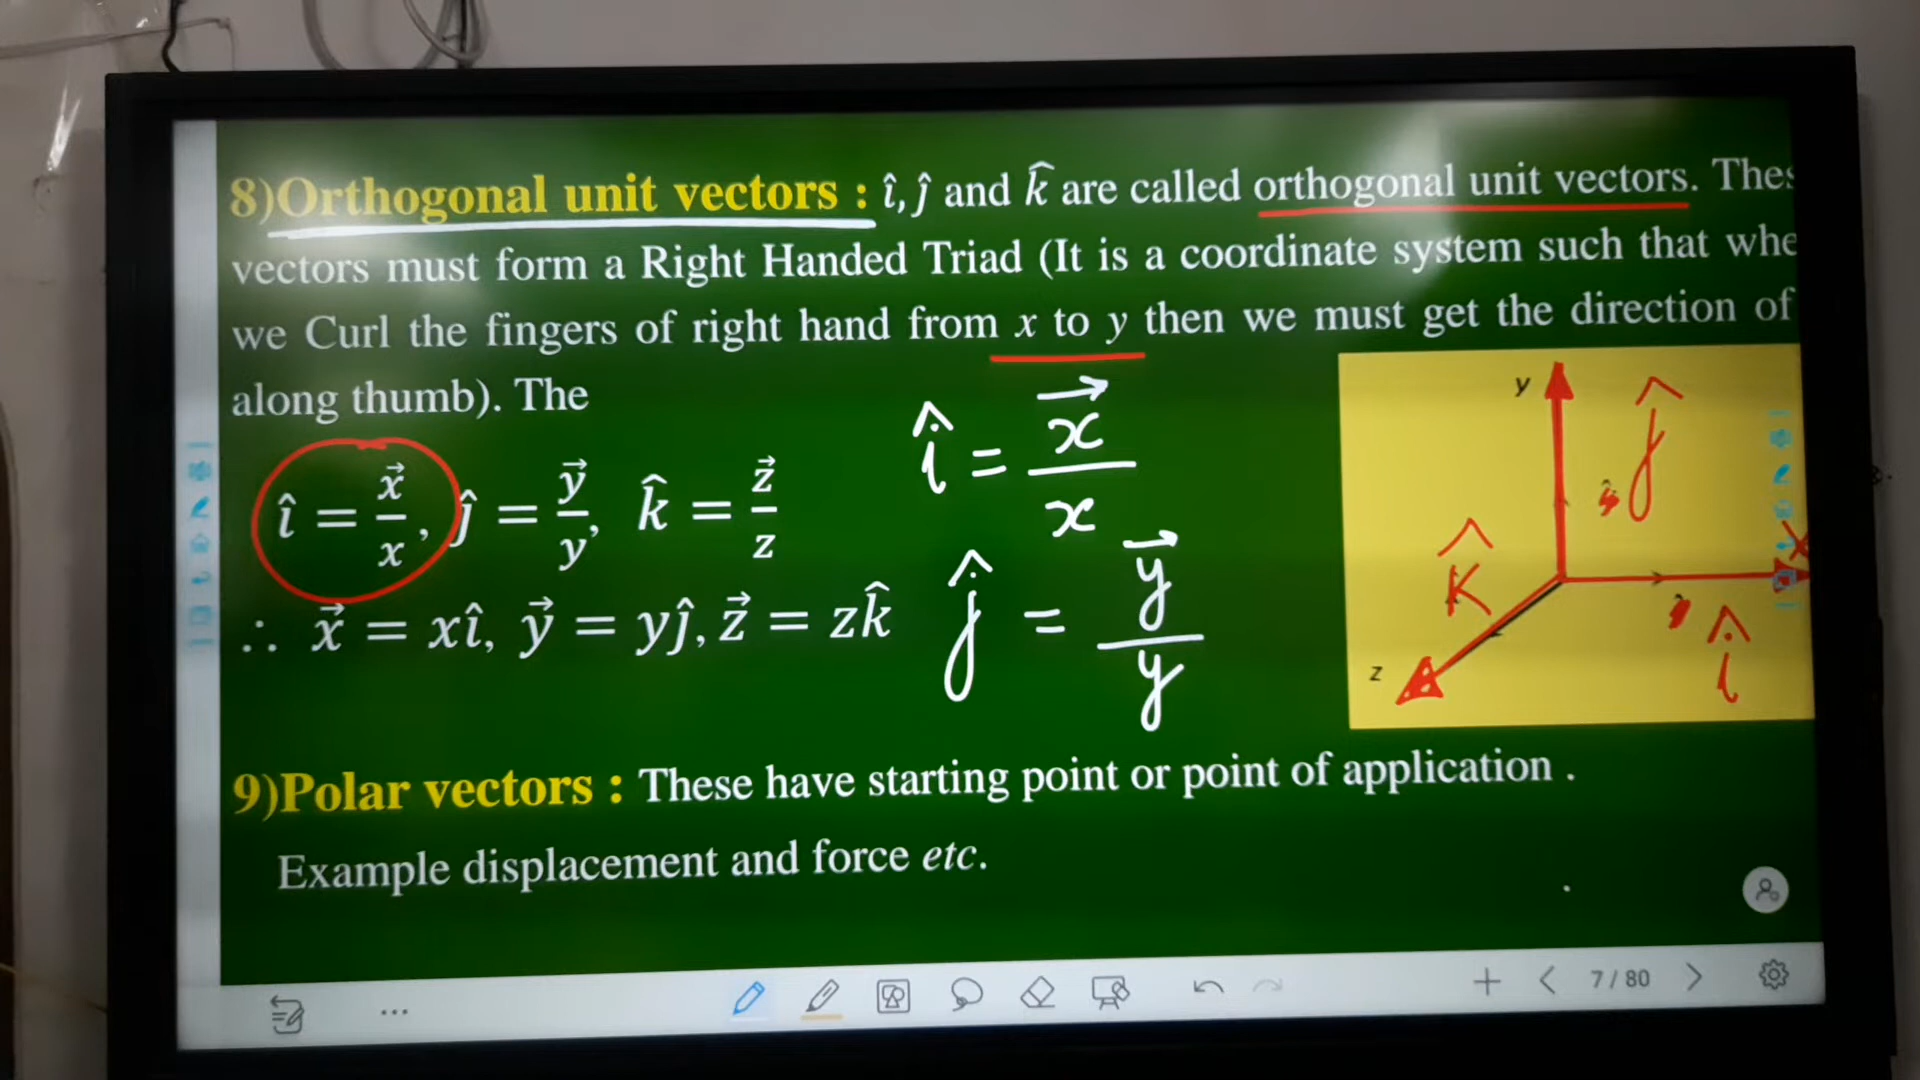 8)Orthogonal unit vectors : î, ĵ and k̂ are called orthogonal unit vectors. Thes
vectors must form a Right Handed Triad (It is a coordinate system such that whe
we Curl the fingers of right hand from x to y then we must get the direction of
along thumb). The
î = x⃗/x, ĵ = y⃗/y, k̂ = z⃗/z
∴ x⃗ = xî, y⃗ = yĵ, z⃗ = zk̂
î = x⃗/x
ĵ = y⃗/y
y ĵ
k̂ x
z î
9)Polar vectors : These have starting point or point of application .
Example displacement and force etc.
... 7 / 80